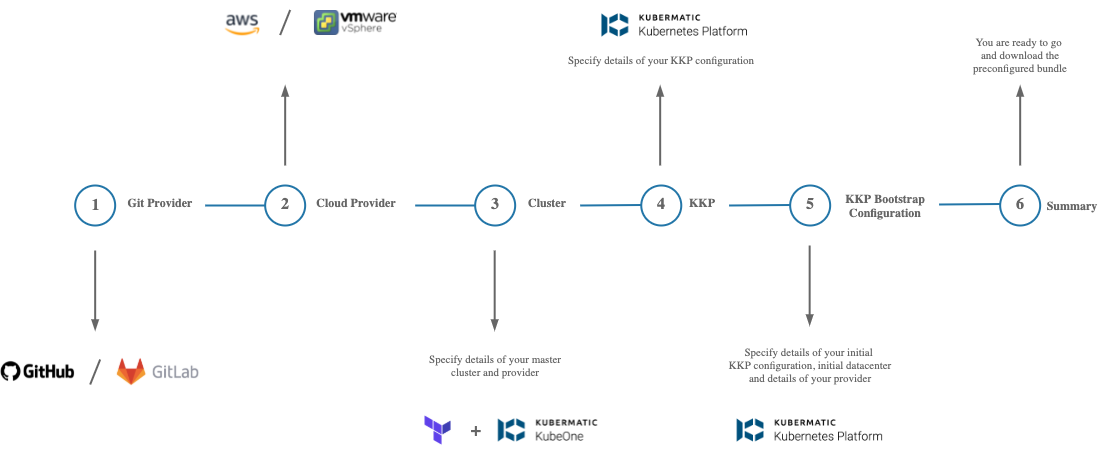 aws / vmware
vSphere
KUBERMATIC
Kubernetes Platform
Specify details of your KKP configuration
You are ready to go
and download the
preconfigured bundle
1 Git Provider
2 Cloud Provider
3 Cluster
4 KKP
5 KKP Bootstrap
Configuration
6 Summary
GitHub / GitLab
Specify details of your master
cluster and provider
+ KUBERMATIC
KubeOne
Specify details of your initial
KKP configuration, initial datacenter
and details of your provider
KUBERMATIC
Kubernetes Platform